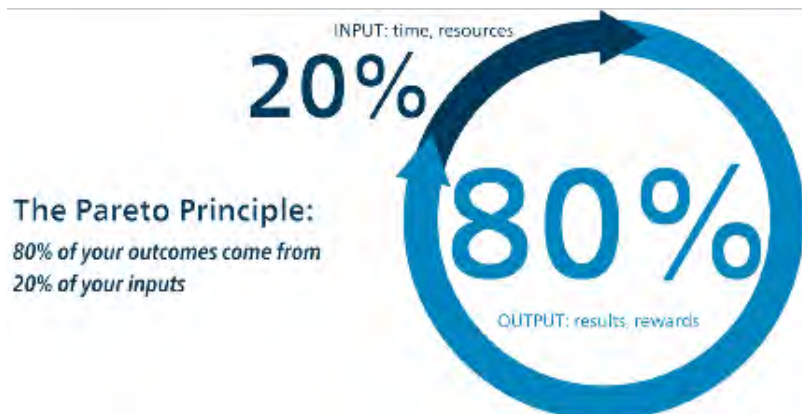 INPUT: time, resources
20%
The Pareto Principle:
80% of your outcomes come from
20% of your inputs
80%
OUTPUT: results, rewards